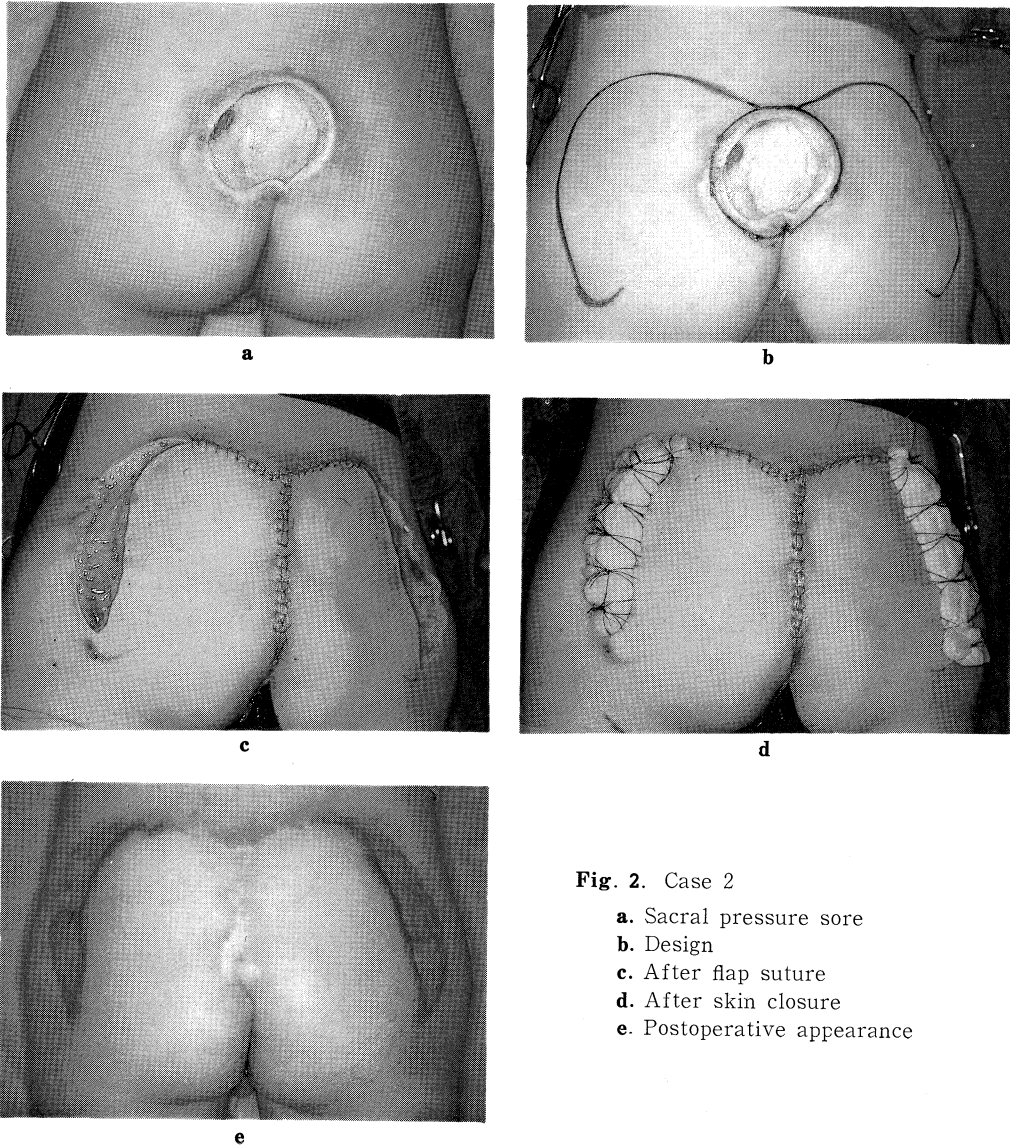 a
b
c
d
e
Fig. 2. Case 2
a. Sacral pressure sore
b. Design
c. After flap suture
d. After skin closure
e. Postoperative appearance